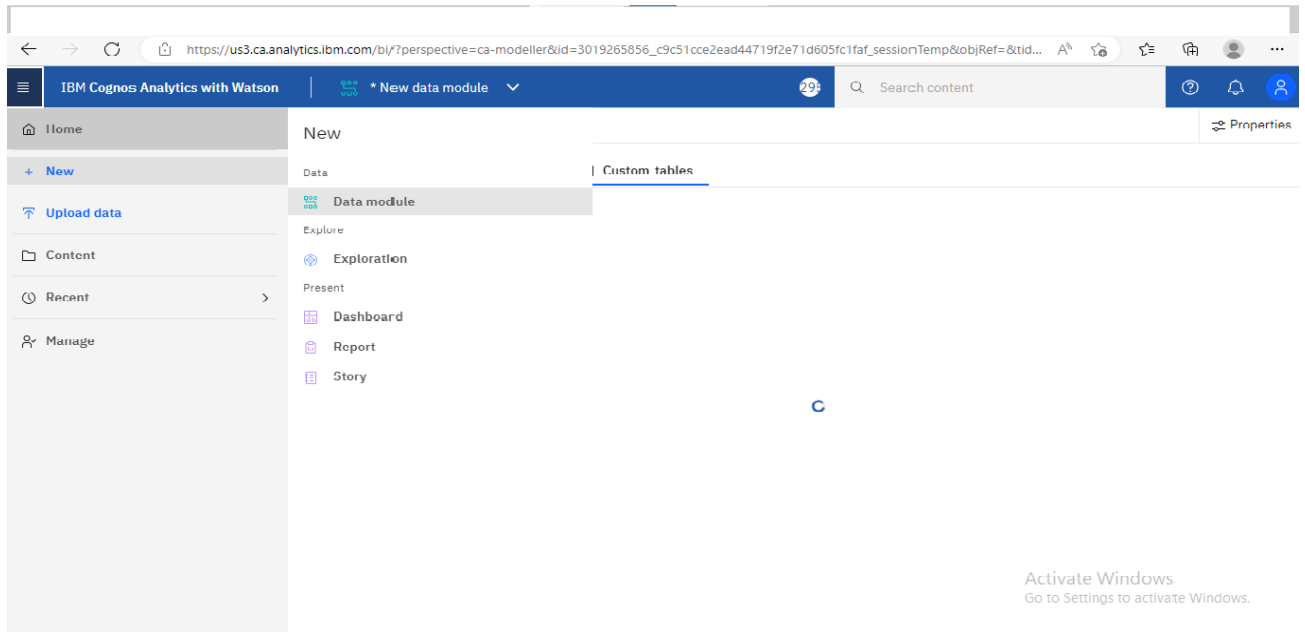 https://us3.ca.analytics.ibm.com/bi/?perspective=ca-modeller&id=3019265856_c9c51cce2ead44719f2e71d605fc1faf_sessionTemp&objRef=&tid...
IBM Cognos Analytics with Watson
* New data module
295
Search content
Home
New
Properties
+ New
Data
Custom tables
Data module
Upload data
Explore
Content
Exploration
Present
Recent
Dashboard
Manage
Report
Story
Activate Windows
Go to Settings to activate Windows.